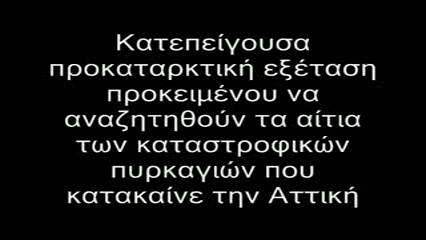 Κατεπείγουσα
προκαταρκτική εξέταση
προκειμένου να
αναζητηθούν τα αίτια
των καταστροφικών
πυρκαγιών που
κατακαίνε την Αττική